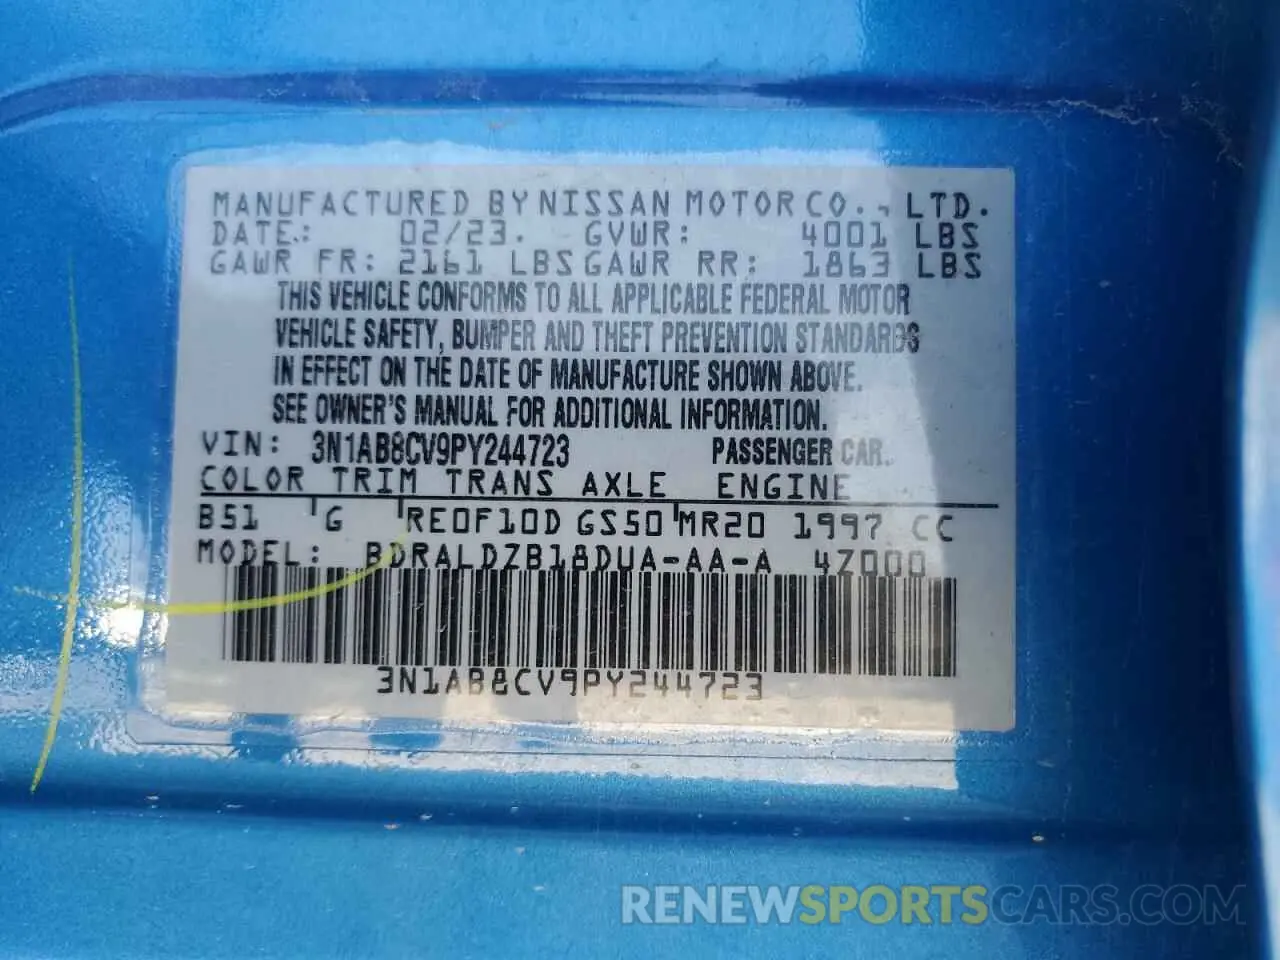 MANUFACTURED BY NISSAN MOTOR CO., LTD.
DATE: 02/23. GVWR: 4001 LBS
GAWR FR: 2161 LBS GAWR RR: 1863 LBS
THIS VEHICLE CONFORMS TO ALL APPLICABLE FEDERAL MOTOR
VEHICLE SAFETY, BUMPER AND THEFT PREVENTION STANDARDS
IN EFFECT ON THE DATE OF MANUFACTURE SHOWN ABOVE.
SEE OWNER'S MANUAL FOR ADDITIONAL INFORMATION.
VIN: 3N1AB8CV9PY244723 PASSENGER CAR.
COLOR TRIM TRANS AXLE ENGINE
B51 G RE0F10D GS50 MR20 1997 CC
MODEL: BDRALDZB18DUA-AA-A 4Z000
3N1AB8CV9PY244723
RENEWSPORTSCARS.COM